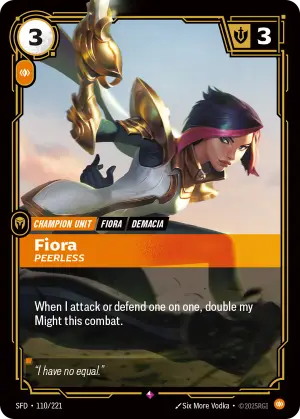 3
3
CHAMPION UNIT FIORA DEMACIA
Fiora
PEERLESS
When I attack or defend one on one, double my
Might this combat.
"I have no equal."
SFD • 110/221
Six More Vodka • ©2025RGI